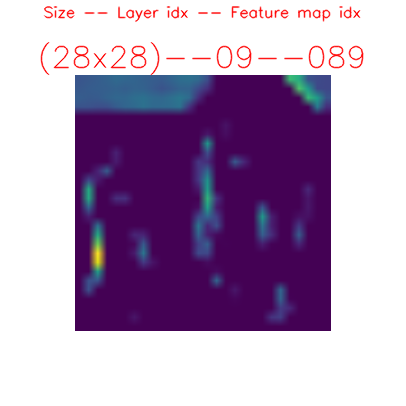 Size -- Layer idx -- Feature map idx
(28x28)--09--089